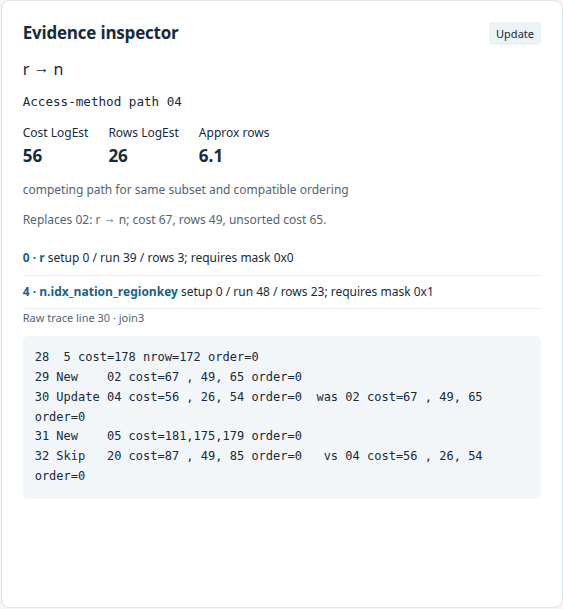 Evidence inspector
Update
r → n
Access-method path 04
Cost LogEst Rows LogEst Approx rows
56 26 6.1
competing path for same subset and compatible ordering
Replaces 02: r → n; cost 67, rows 49, unsorted cost 65.
0 · r setup 0 / run 39 / rows 3; requires mask 0x0
4 · n.idx_nation_regionkey setup 0 / run 48 / rows 23; requires mask 0x1
Raw trace line 30 · join3
28  5 cost=178 nrow=172 order=0
29 New    02 cost=67 , 49, 65 order=0
30 Update 04 cost=56 , 26, 54 order=0  was 02 cost=67 , 49, 65
order=0
31 New    05 cost=181,175,179 order=0
32 Skip   20 cost=87 , 49, 85 order=0   vs 04 cost=56 , 26, 54
order=0